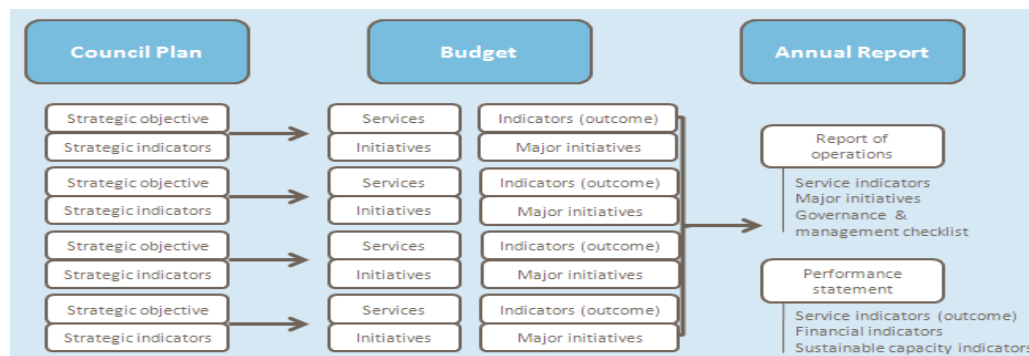 Council Plan Budget Annual Report
Strategic objective Services Indicators (outcome)
Strategic indicators Initiatives Major initiatives
Strategic objective Services Indicators (outcome)
Strategic indicators Initiatives Major initiatives
Strategic objective Services Indicators (outcome)
Strategic indicators Initiatives Major initiatives
Strategic objective Services Indicators (outcome)
Strategic indicators Initiatives Major initiatives
Report of
operations
Service indicators
Major initiatives
Governance &
management checklist
Performance
statement
Service indicators (outcome)
Financial indicators
Sustainable capacity indicators